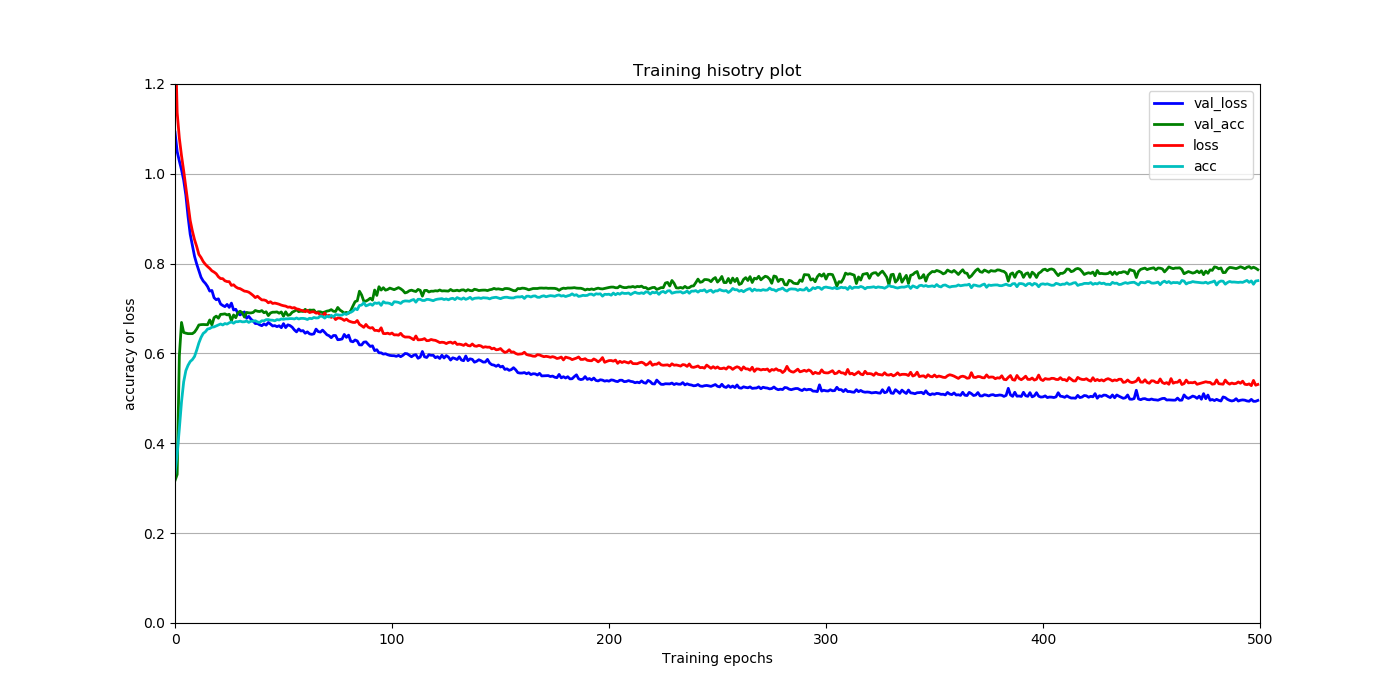 Training hisotry plot
1.2
1.0
0.8
0.6
0.4
0.2
0.0
accuracy or loss
val_loss
val_acc
loss
acc
0 100 200 300 400 500
Training epochs